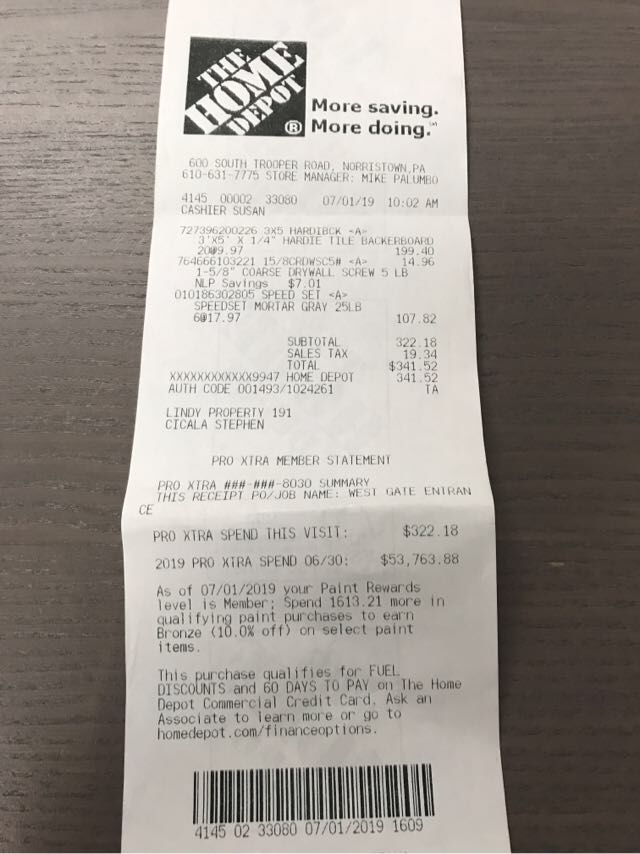 THE
HOME
DEPOT
®
More saving.
More doing.™
600 SOUTH TROOPER ROAD, NORRISTOWN,PA
610-631-7775 STORE MANAGER: MIKE PALUMBO
4145 00002 33080 07/01/19 10:02 AM
CASHIER SUSAN
727396200226 3X5 HARDIBCK <A>
3'X5' X 1/4" HARDIE TILE BACKERBOARD
20@9.97 199.40
764666103221 15/8CRDWSC5# <A> 14.96
1-5/8" COARSE DRYWALL SCREW 5 LB
NLP Savings $7.01
010186302805 SPEED SET <A>
SPEEDSET MORTAR GRAY 25LB
6@17.97 107.82
SUBTOTAL 322.18
SALES TAX 19.34
TOTAL $341.52
XXXXXXXXXXXX9947 HOME DEPOT 341.52
AUTH CODE 001493/1024261 TA
LINDY PROPERTY 191
CICALA STEPHEN
PRO XTRA MEMBER STATEMENT
PRO XTRA ###-###-8030 SUMMARY
THIS RECEIPT PO/JOB NAME: WEST GATE ENTRAN
CE
PRO XTRA SPEND THIS VISIT: $322.18
2019 PRO XTRA SPEND 06/30: $53,763.88
As of 07/01/2019 your Paint Rewards
level is Member; Spend 1613.21 more in
qualifying paint purchases to earn
Bronze (10.0% off) on select paint
items.
This purchase qualifies for FUEL
DISCOUNTS and 60 DAYS TO PAY on The Home
Depot Commercial Credit Card. Ask an
Associate to learn more or go to
homedepot.com/financeoptions.
4145 02 33080 07/01/2019 1609